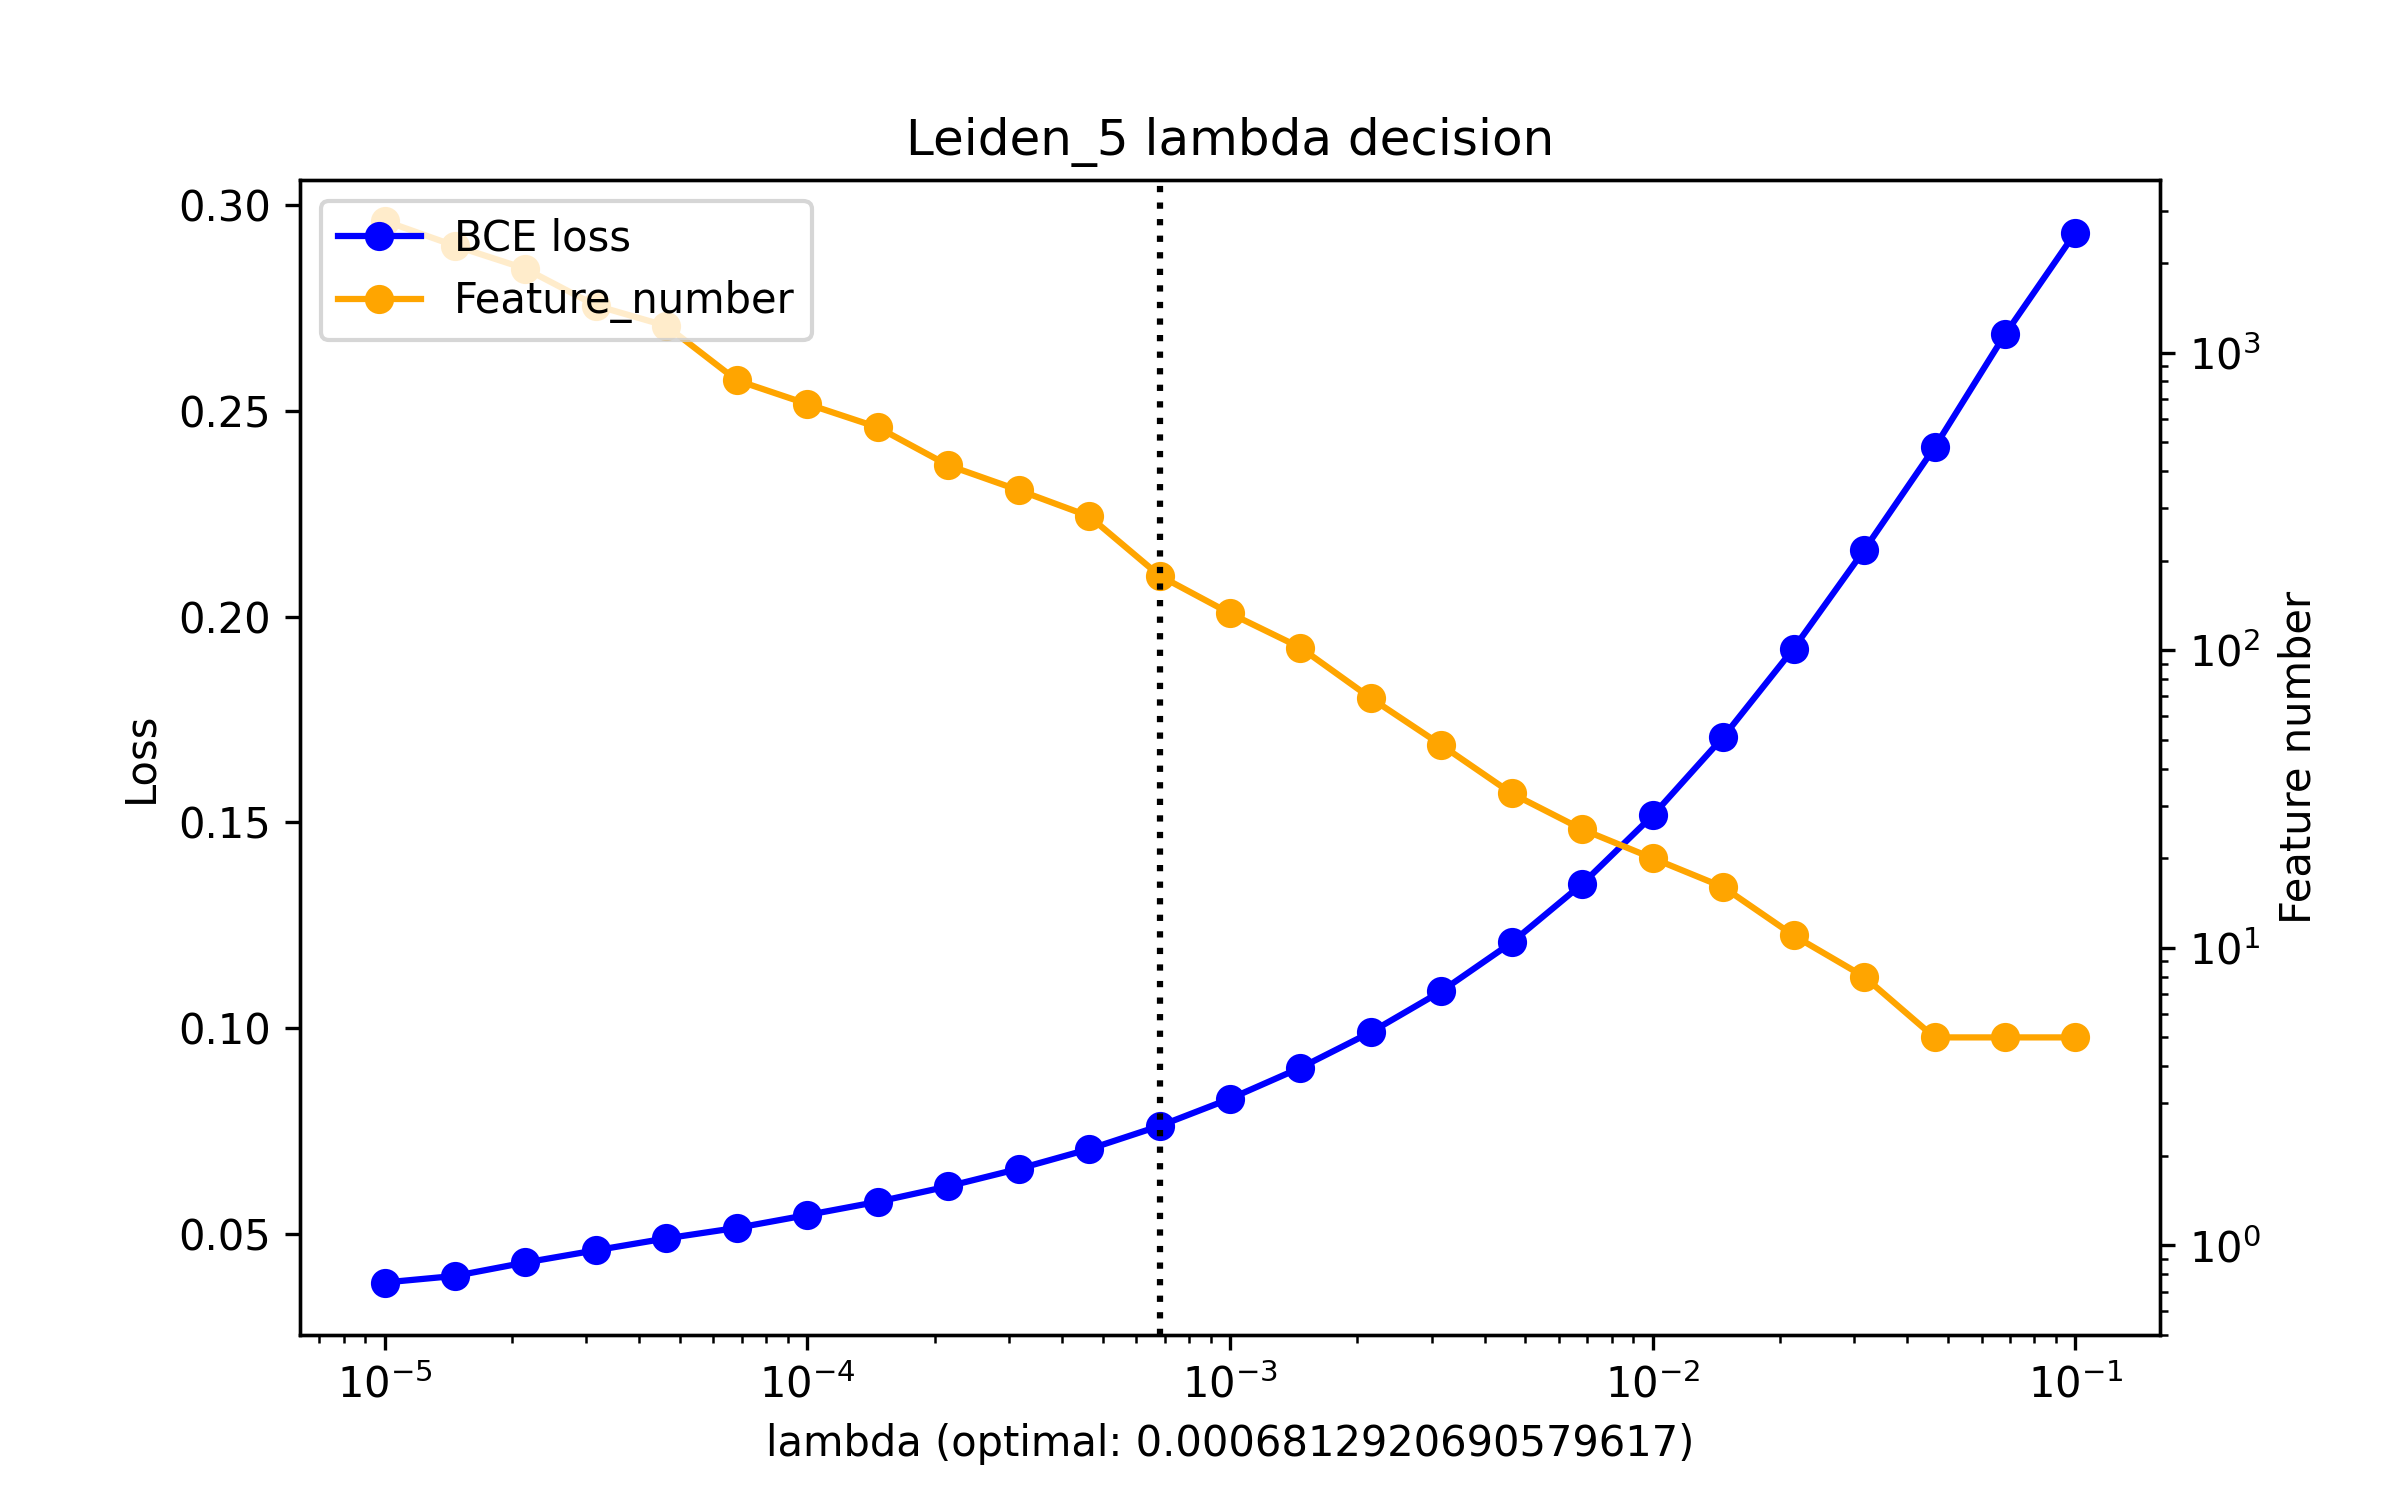 Leiden_5 lambda decision
BCE loss
Feature_number
0.30
0.25
0.20
0.15
0.10
0.05
Loss
10³
10²
10¹
10⁰
Feature number
10⁻⁵ 10⁻⁴ 10⁻³ 10⁻² 10⁻¹
lambda (optimal: 0.0006812920690579617)